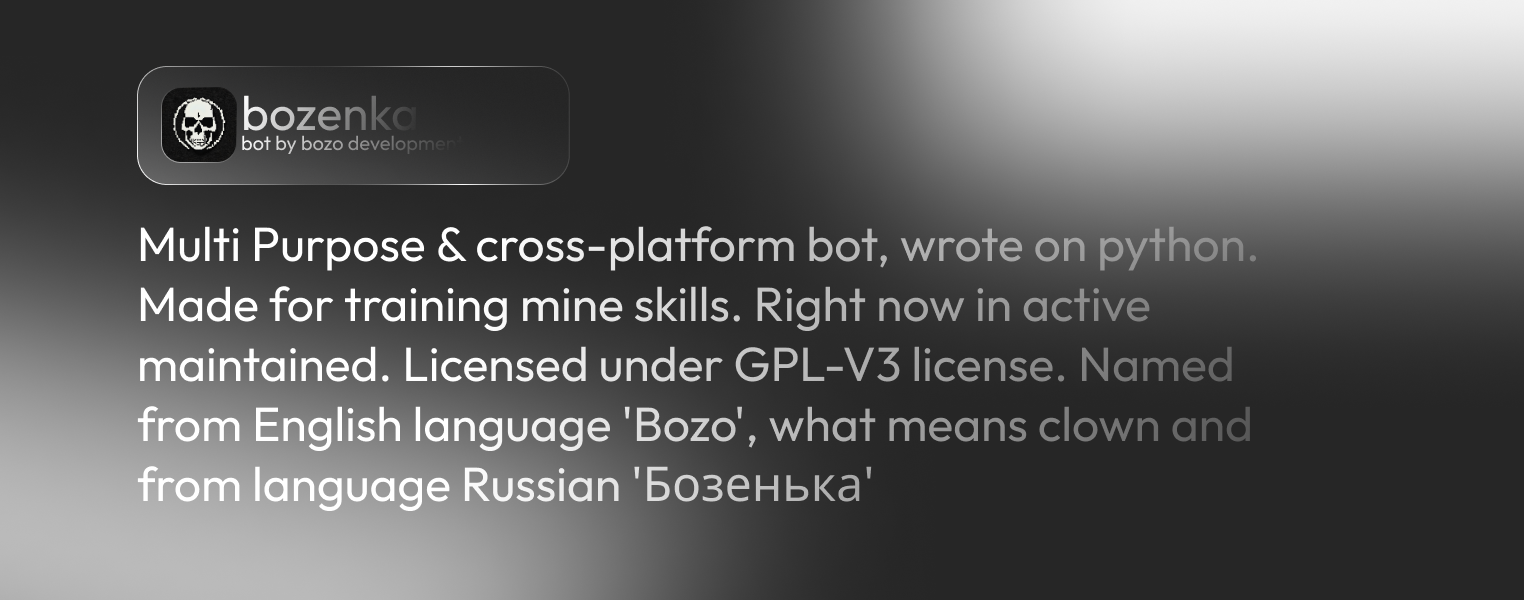 bozenka
bot by bozo development
Multi Purpose & cross-platform bot, wrote on python.
Made for training mine skills. Right now in active
maintained. Licensed under GPL-V3 license. Named
from English language 'Bozo', what means clown and
from language Russian 'Бозенька'